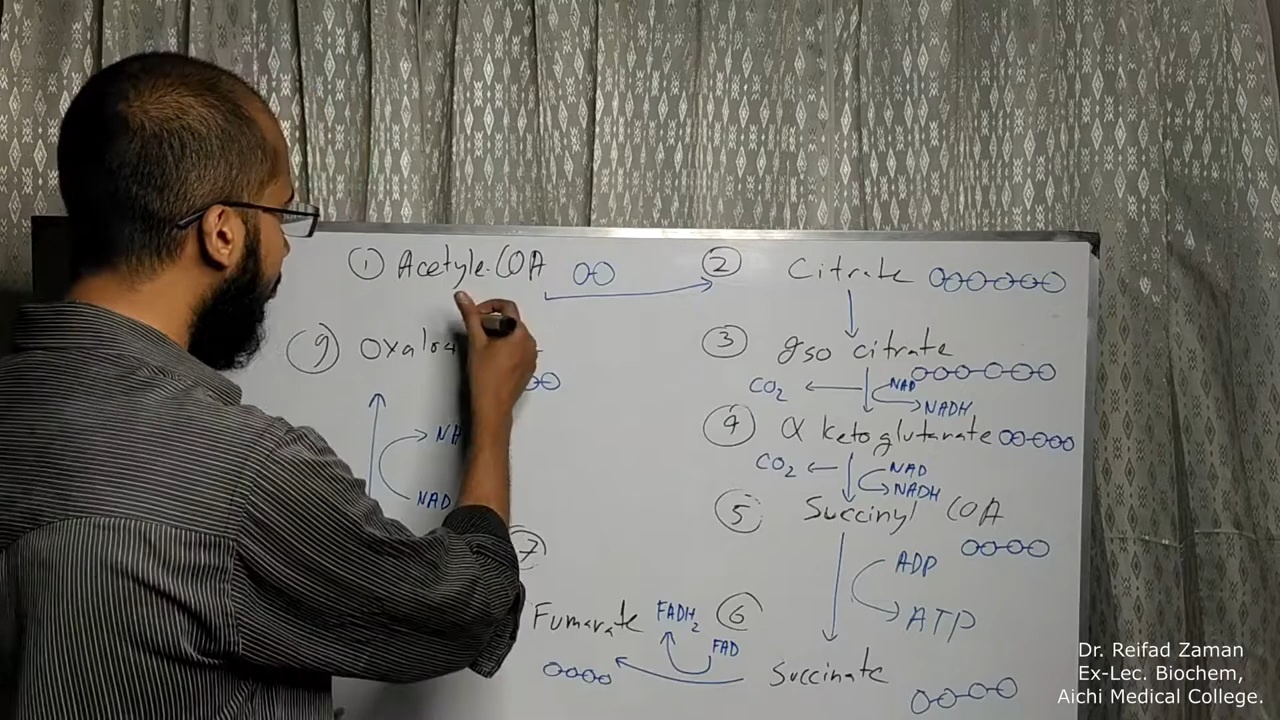 ① Acetyle.COA
② Citrate
③ gso citrate
CO₂ NAD
NADH
④ α ketoglutarate
CO₂ NAD
NADH
⑤ Succinyl COA
ADP
ATP
⑥ Succinate
FAD
FADH₂
⑦ Fumarate
NAD
⑨
Dr. Reifad Zaman
Ex-Lec. Biochem,
Aichi Medical College.